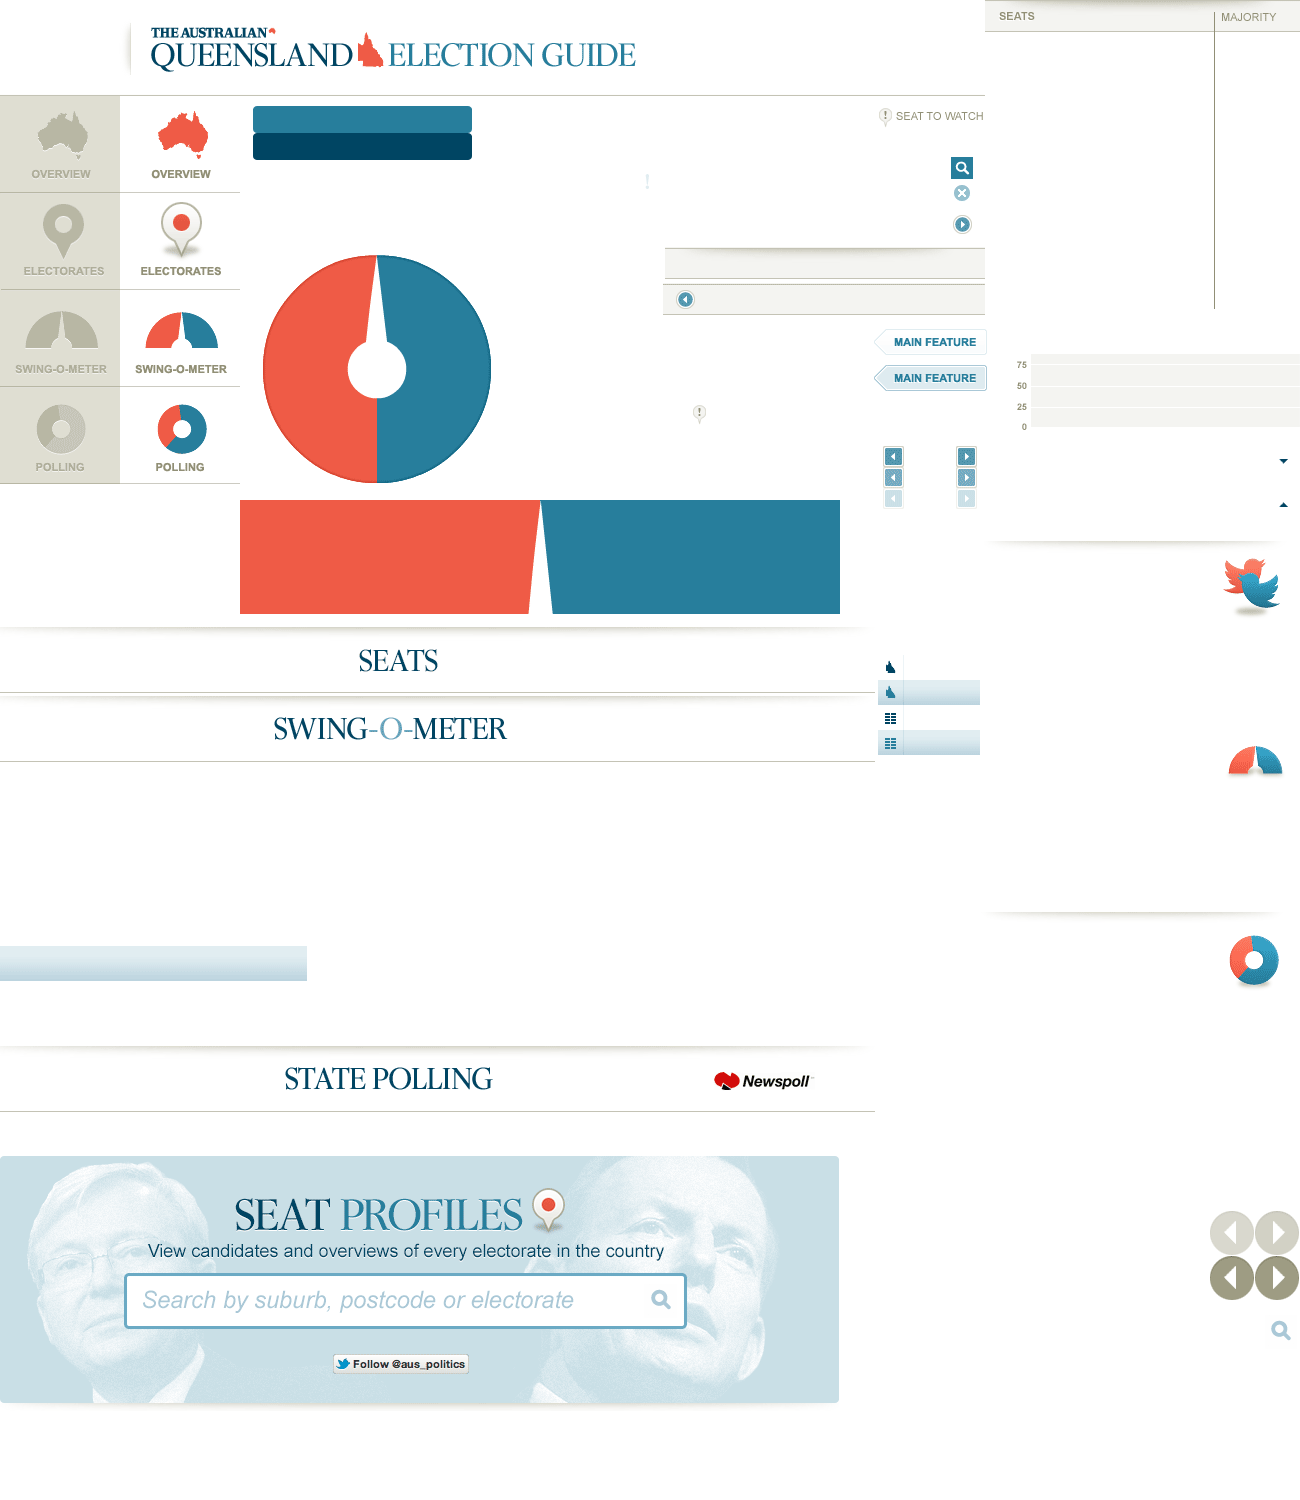 SEATS
MAJORITY
THE AUSTRALIAN
QUEENSLAND ELECTION GUIDE
SEAT TO WATCH
OVERVIEW
OVERVIEW
ELECTORATES
ELECTORATES
SWING-O-METER
SWING-O-METER
POLLING
POLLING
MAIN FEATURE
MAIN FEATURE
75
50
25
0
SEATS
SWING-O-METER
STATE POLLING
Newspoll
SEAT PROFILES
View candidates and overviews of every electorate in the country
Search by suburb, postcode or electorate
Follow @aus_politics